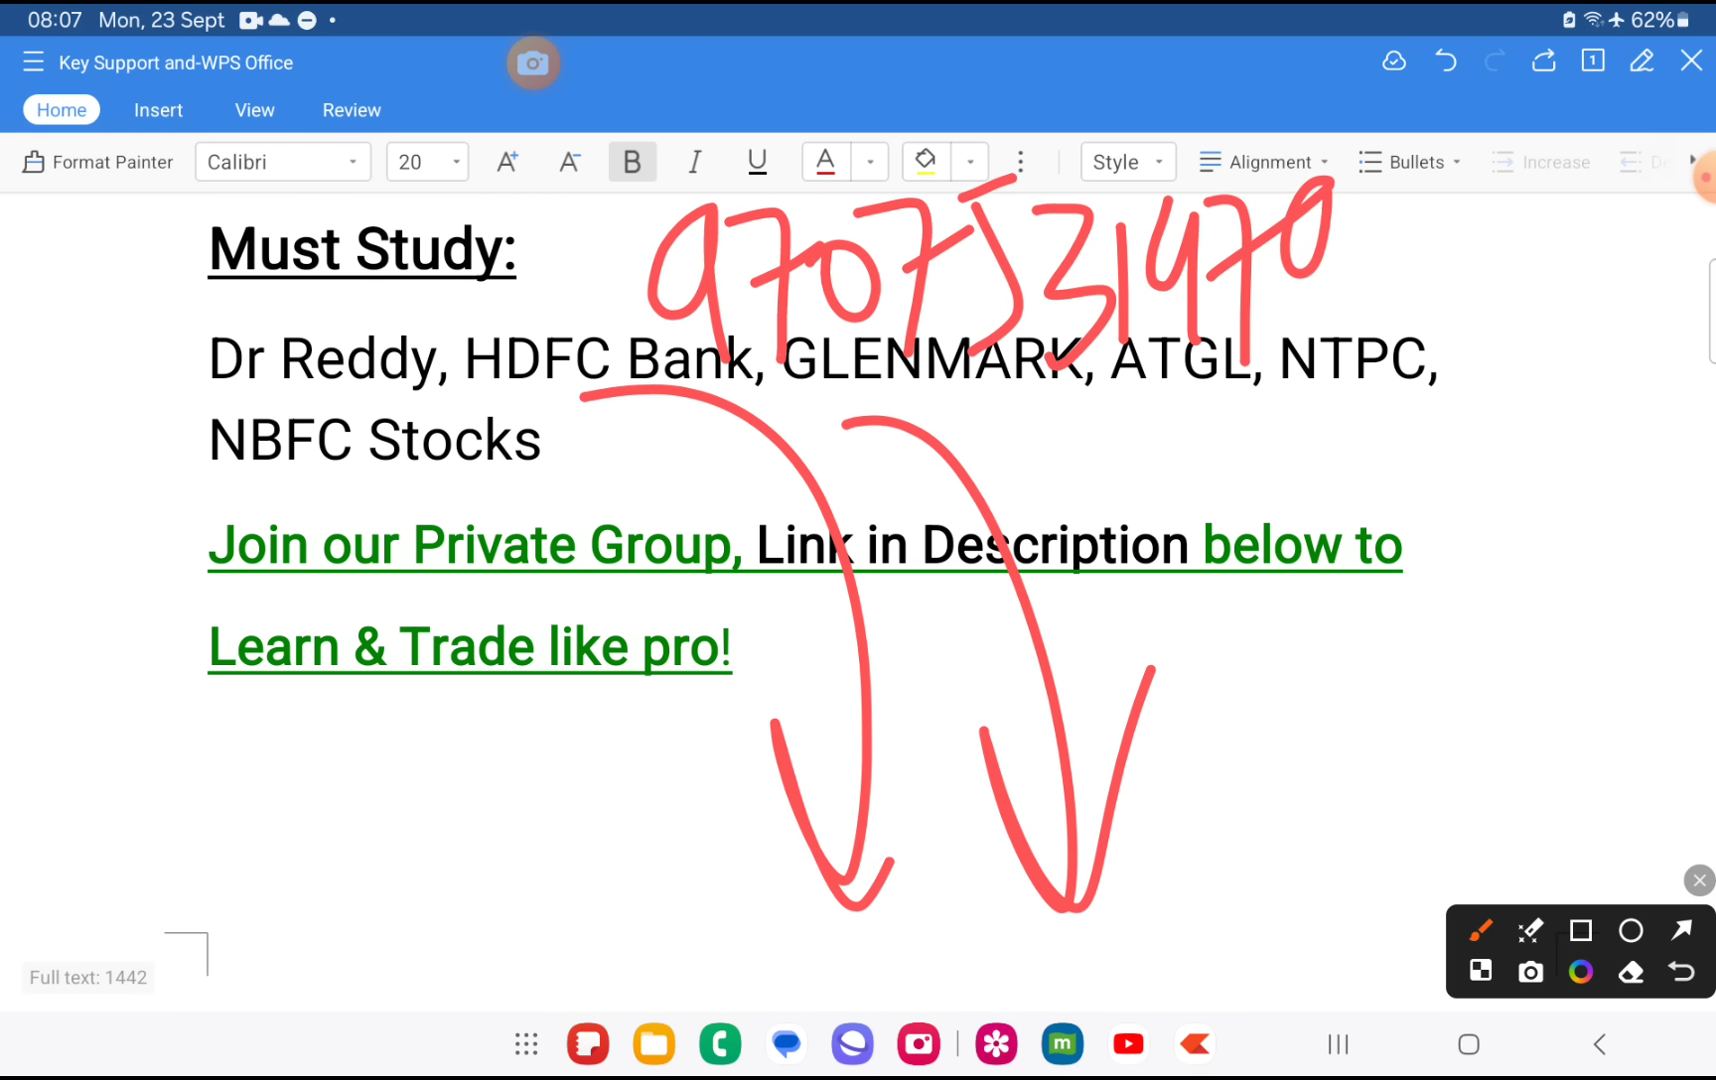 08:07 Mon, 23 Sept 62%
Key Support and-WPS Office 1
Home Insert View Review
Format Painter Calibri 20 A+ A- B I U A Style Alignment Bullets Increase
9707531470
Must Study:
Dr Reddy, HDFC Bank, GLENMARK, ATGL, NTPC,
NBFC Stocks
Join our Private Group, Link in Description below to
Learn & Trade like pro!
Full text: 1442
m